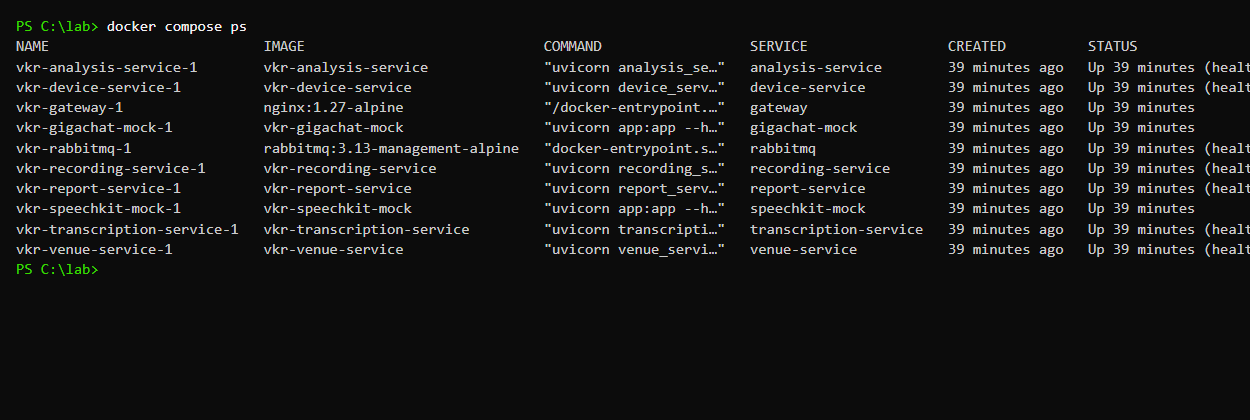 PS C:\lab> docker compose ps
NAME IMAGE COMMAND SERVICE CREATED STATUS
vkr-analysis-service-1 vkr-analysis-service "uvicorn analysis_se…" analysis-service 39 minutes ago Up 39 minutes (healt
vkr-device-service-1 vkr-device-service "uvicorn device_serv…" device-service 39 minutes ago Up 39 minutes (healt
vkr-gateway-1 nginx:1.27-alpine "/docker-entrypoint.…" gateway 39 minutes ago Up 39 minutes
vkr-gigachat-mock-1 vkr-gigachat-mock "uvicorn app:app --h…" gigachat-mock 39 minutes ago Up 39 minutes
vkr-rabbitmq-1 rabbitmq:3.13-management-alpine "docker-entrypoint.s…" rabbitmq 39 minutes ago Up 39 minutes (healt
vkr-recording-service-1 vkr-recording-service "uvicorn recording_s…" recording-service 39 minutes ago Up 39 minutes (healt
vkr-report-service-1 vkr-report-service "uvicorn report_serv…" report-service 39 minutes ago Up 39 minutes (healt
vkr-speechkit-mock-1 vkr-speechkit-mock "uvicorn app:app --h…" speechkit-mock 39 minutes ago Up 39 minutes
vkr-transcription-service-1 vkr-transcription-service "uvicorn transcripti…" transcription-service 39 minutes ago Up 39 minutes (healt
vkr-venue-service-1 vkr-venue-service "uvicorn venue_servi…" venue-service 39 minutes ago Up 39 minutes (healt
PS C:\lab>